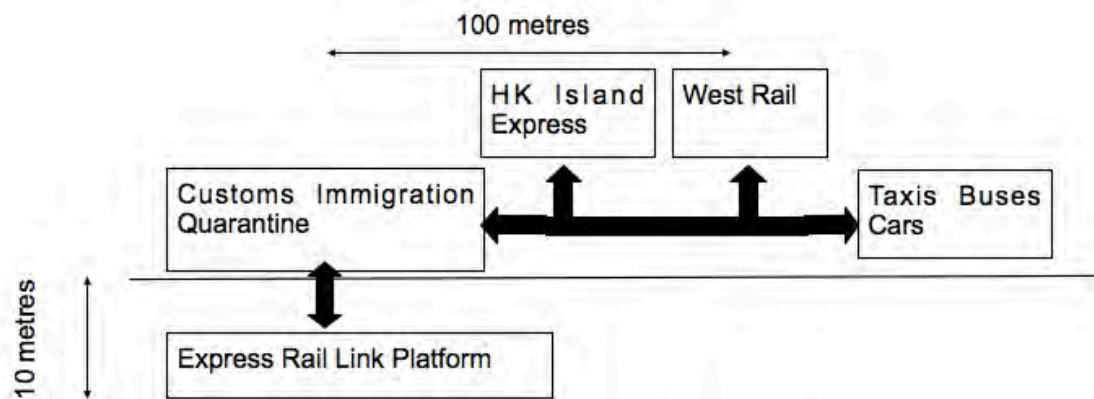 100 metres
HK Island
Express
West Rail
Customs Immigration
Quarantine
Taxis Buses
Cars
10 metres
Express Rail Link Platform